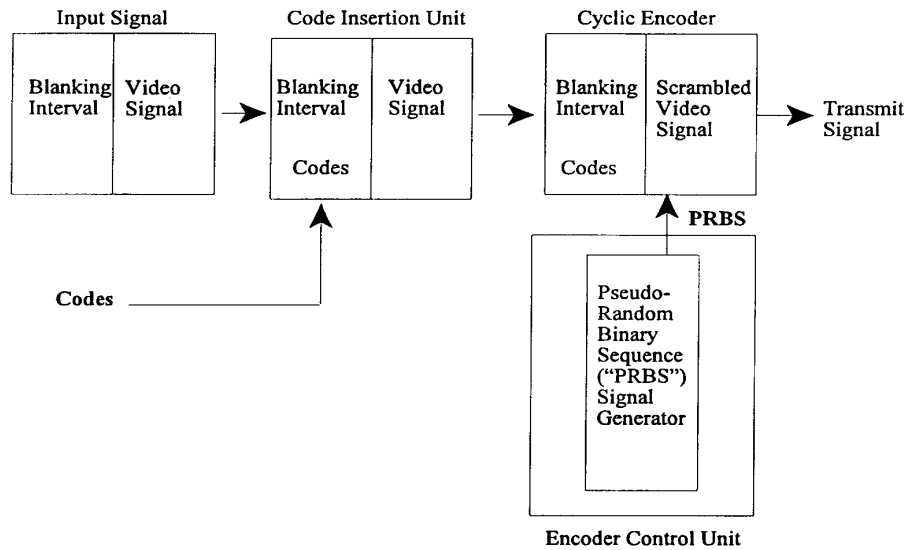 Input Signal
Code Insertion Unit
Cyclic Encoder
Blanking
Interval
Video
Signal
Blanking
Interval
Codes
Video
Signal
Blanking
Interval
Codes
Scrambled
Video
Signal
Transmit
Signal
PRBS
Codes
Pseudo-
Random
Binary
Sequence
("PRBS")
Signal
Generator
Encoder Control Unit